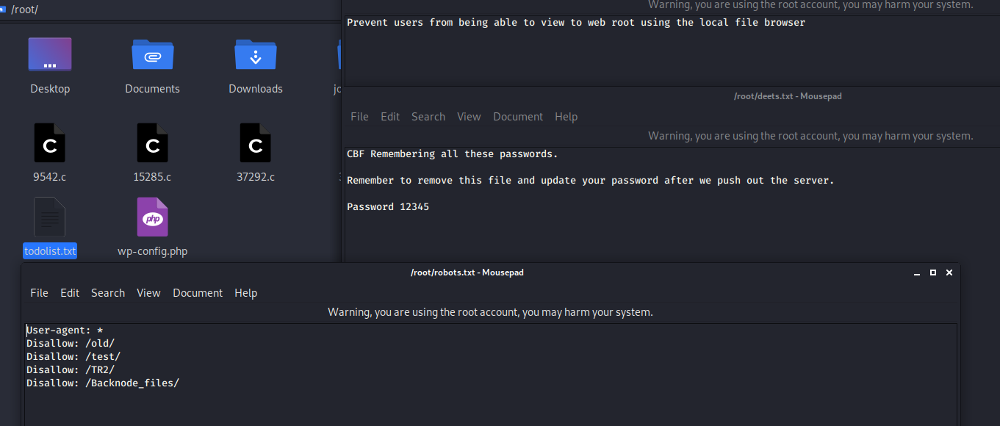 /root/
Desktop
Documents
Downloads
9542.c
15285.c
37292.c
todolist.txt
wp-config.php
Warning, you are using the root account, you may harm your system.
Prevent users from being able to view to web root using the local file browser
/root/deets.txt - Mousepad
File Edit Search View Document Help
Warning, you are using the root account, you may harm your system.
CBF Remembering all these passwords.
Remember to remove this file and update your password after we push out the server.
Password 12345
/root/robots.txt - Mousepad
File Edit Search View Document Help
Warning, you are using the root account, you may harm your system.
User-agent: *
Disallow: /old/
Disallow: /test/
Disallow: /TR2/
Disallow: /Backnode_files/